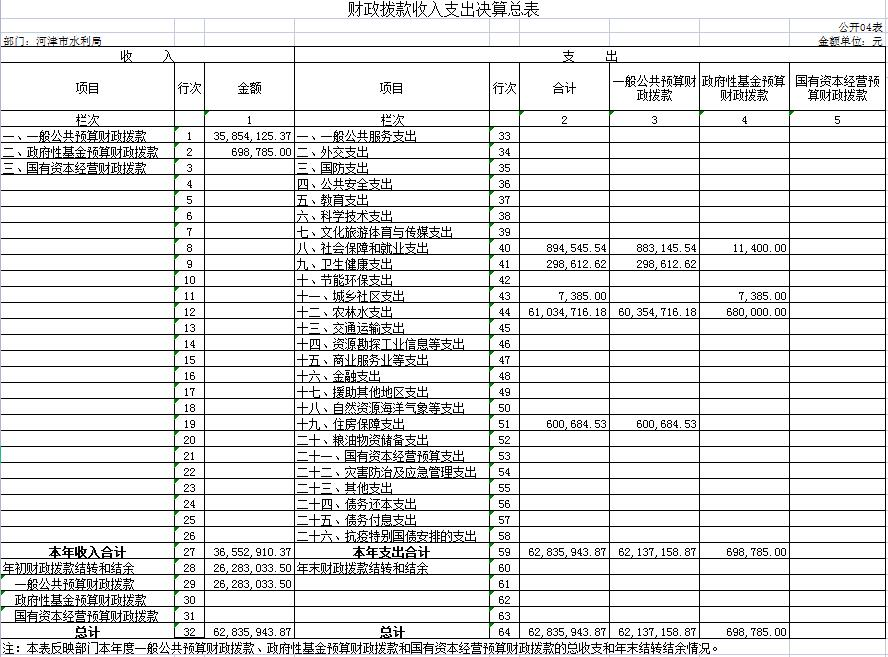 财政拨款收入支出决算总表
公开04表
部门：河津市水利局 金额单位：元
收 入 支 出
项目 行次 金额 项目 行次 合计 一般公共预算财政拨款 政府性基金预算财政拨款 国有资本经营预算财政拨款
栏次 1 栏次 2 3 4 5
一、一般公共预算财政拨款 1 35,854,125.37 一、一般公共服务支出 33
二、政府性基金预算财政拨款 2 698,785.00 二、外交支出 34
三、国有资本经营财政拨款 3 三、国防支出 35
4 四、公共安全支出 36
5 五、教育支出 37
6 六、科学技术支出 38
7 七、文化旅游体育与传媒支出 39
8 八、社会保障和就业支出 40 894,545.54 883,145.54 11,400.00
9 九、卫生健康支出 41 298,612.62 298,612.62
10 十、节能环保支出 42
11 十一、城乡社区支出 43 7,385.00 7,385.00
12 十二、农林水支出 44 61,034,716.18 60,354,716.18 680,000.00
13 十三、交通运输支出 45
14 十四、资源勘探工业信息等支出 46
15 十五、商业服务业等支出 47
16 十六、金融支出 48
17 十七、援助其他地区支出 49
18 十八、自然资源海洋气象等支出 50
19 十九、住房保障支出 51 600,684.53 600,684.53
20 二十、粮油物资储备支出 52
21 二十一、国有资本经营预算支出 53
22 二十二、灾害防治及应急管理支出 54
23 二十三、其他支出 55
24 二十四、债务还本支出 56
25 二十五、债务付息支出 57
26 二十六、抗疫特别国债安排的支出 58
本年收入合计 27 36,552,910.37 本年支出合计 59 62,835,943.87 62,137,158.87 698,785.00
年初财政拨款结转和结余 28 26,283,033.50 年末财政拨款结转和结余 60
一般公共预算财政拨款 29 26,283,033.50 61
政府性基金预算财政拨款 30 62
国有资本经营预算财政拨款 31 63
总计 32 62,835,943.87 总计 64 62,835,943.87 62,137,158.87 698,785.00
注：本表反映部门本年度一般公共预算财政拨款、政府性基金预算财政拨款和国有资本经营预算财政拨款的总收支和年末结转结余情况。